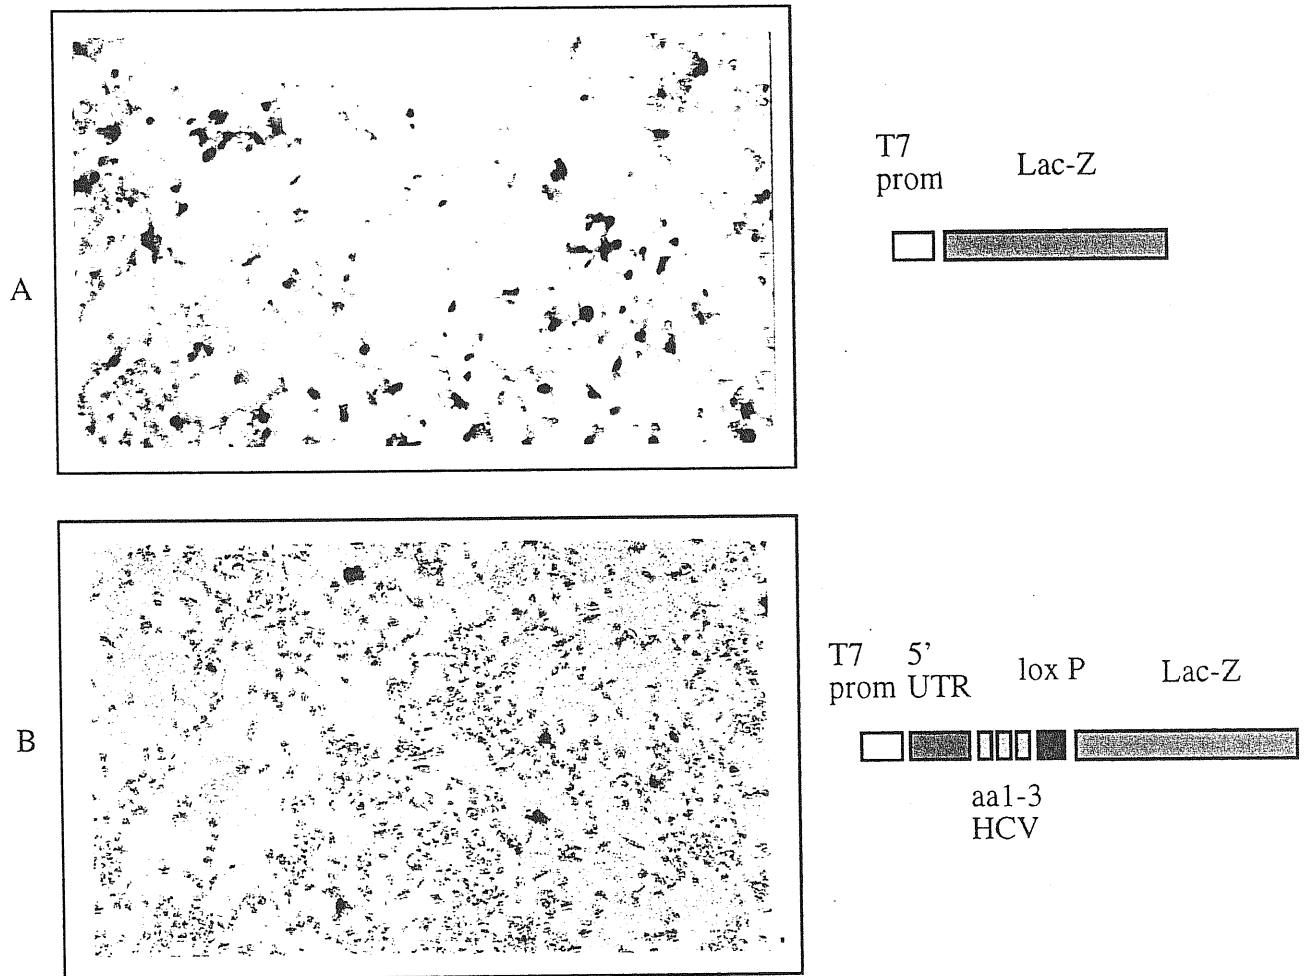 A
T7
prom
Lac-Z
B
T7
prom
5'
UTR
lox P
Lac-Z
aa1-3
HCV